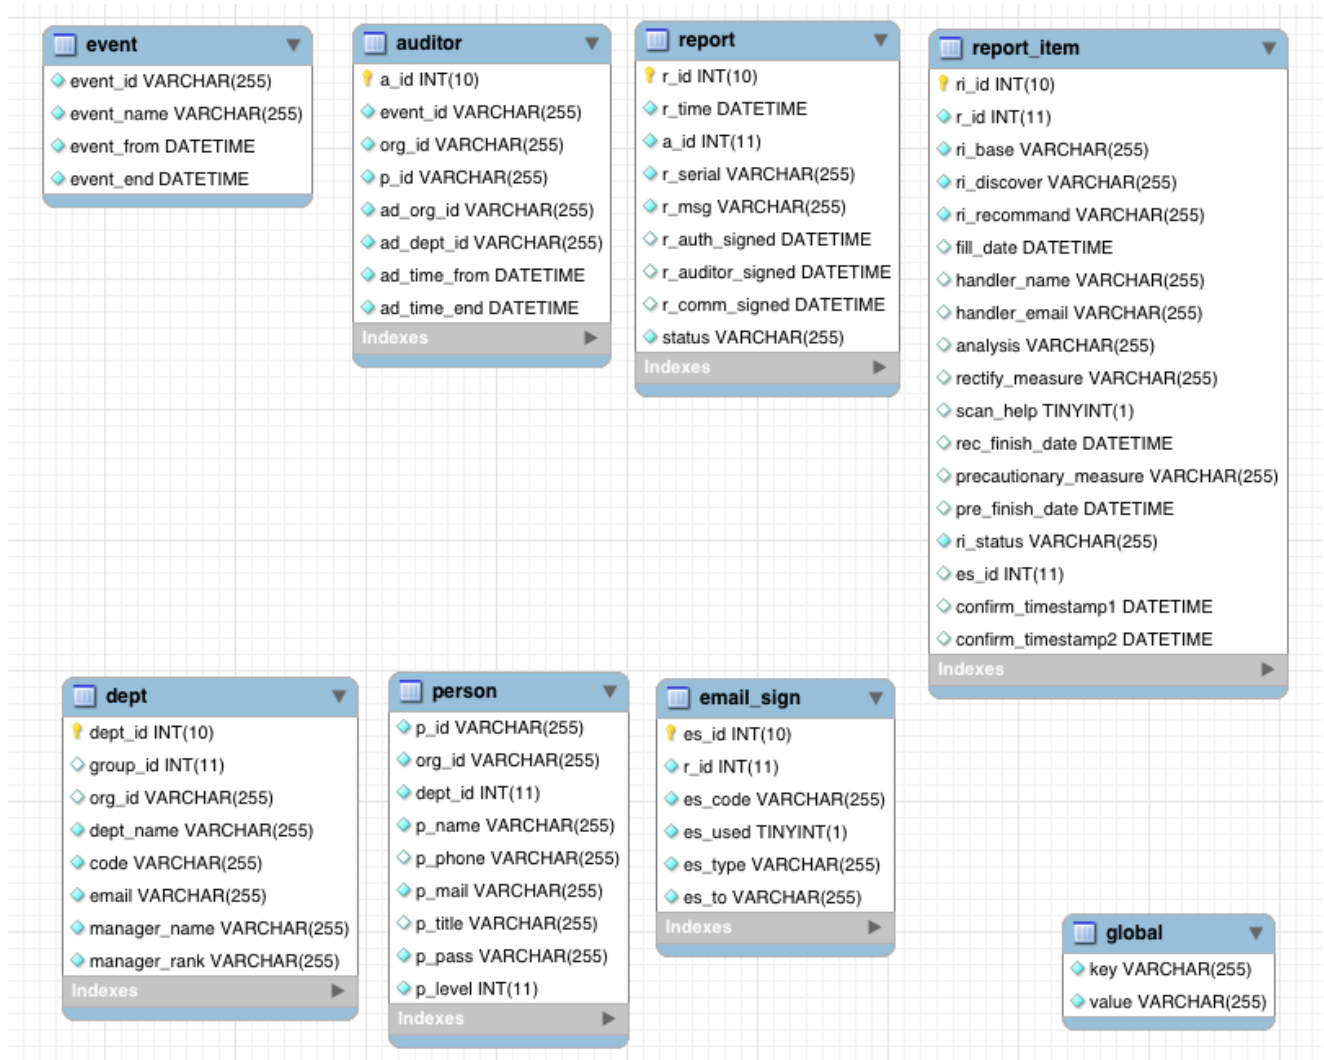 event
event_id VARCHAR(255)
event_name VARCHAR(255)
event_from DATETIME
event_end DATETIME
auditor
a_id INT(10)
event_id VARCHAR(255)
org_id VARCHAR(255)
p_id VARCHAR(255)
ad_org_id VARCHAR(255)
ad_dept_id VARCHAR(255)
ad_time_from DATETIME
ad_time_end DATETIME
Indexes
report
r_id INT(10)
r_time DATETIME
a_id INT(11)
r_serial VARCHAR(255)
r_msg VARCHAR(255)
r_auth_signed DATETIME
r_auditor_signed DATETIME
r_comm_signed DATETIME
status VARCHAR(255)
Indexes
report_item
ri_id INT(10)
r_id INT(11)
ri_base VARCHAR(255)
ri_discover VARCHAR(255)
ri_recommand VARCHAR(255)
fill_date DATETIME
handler_name VARCHAR(255)
handler_email VARCHAR(255)
analysis VARCHAR(255)
rectify_measure VARCHAR(255)
scan_help TINYINT(1)
rec_finish_date DATETIME
precautionary_measure VARCHAR(255)
pre_finish_date DATETIME
ri_status VARCHAR(255)
es_id INT(11)
confirm_timestamp1 DATETIME
confirm_timestamp2 DATETIME
Indexes
dept
dept_id INT(10)
group_id INT(11)
org_id VARCHAR(255)
dept_name VARCHAR(255)
code VARCHAR(255)
email VARCHAR(255)
manager_name VARCHAR(255)
manager_rank VARCHAR(255)
Indexes
person
p_id VARCHAR(255)
org_id VARCHAR(255)
dept_id INT(11)
p_name VARCHAR(255)
p_phone VARCHAR(255)
p_mail VARCHAR(255)
p_title VARCHAR(255)
p_pass VARCHAR(255)
p_level INT(11)
Indexes
email_sign
es_id INT(10)
r_id INT(11)
es_code VARCHAR(255)
es_used TINYINT(1)
es_type VARCHAR(255)
es_to VARCHAR(255)
Indexes
global
key VARCHAR(255)
value VARCHAR(255)